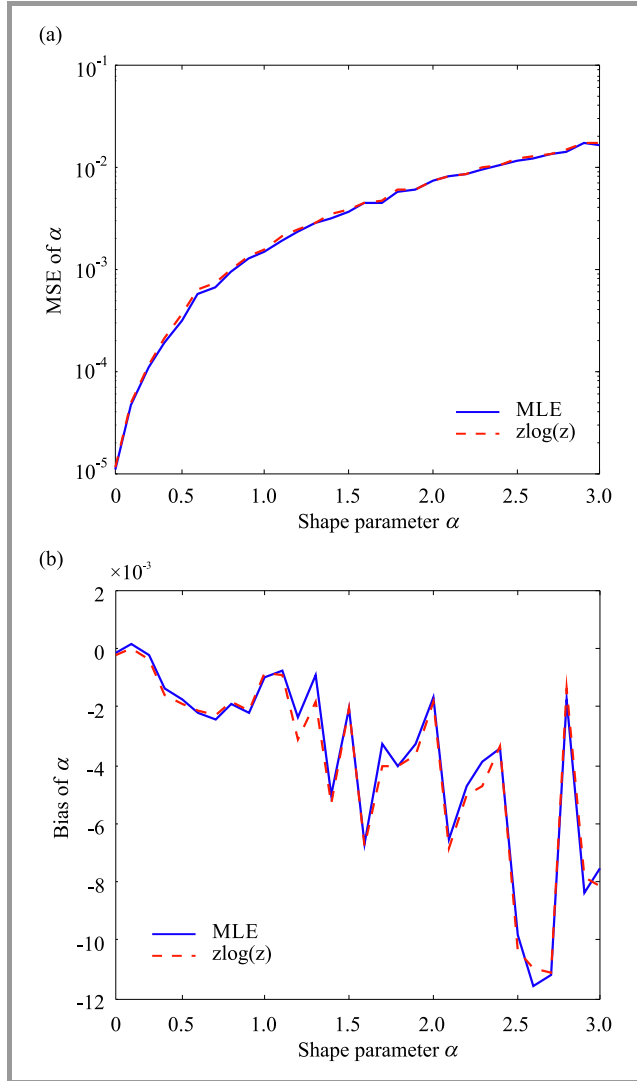 (a)
10⁻¹
10⁻²
10⁻³
10⁻⁴
10⁻⁵
MSE of α
MLE
zlog(z)
0 0.5 1.0 1.5 2.0 2.5 3.0
Shape parameter α
(b)
×10⁻³
2
0
-2
-4
-6
-8
-10
-12
Bias of α
MLE
zlog(z)
0 0.5 1.0 1.5 2.0 2.5 3.0
Shape parameter α